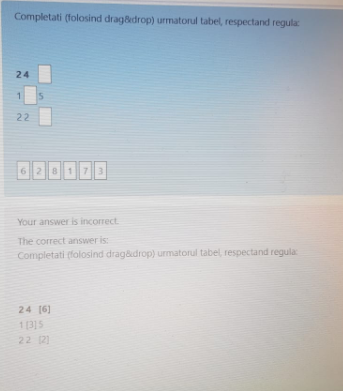 Completati (folosind drag&drop) urmatorul tabel, respectand regula:
2 4
1 5
2 2
6 2 8 1 7 3
Your answer is incorrect.
The correct answer is:
Completati (folosind drag&drop) urmatorul tabel, respectand regula:
2 4 [6]
1 [3] 5
2 2 [2]